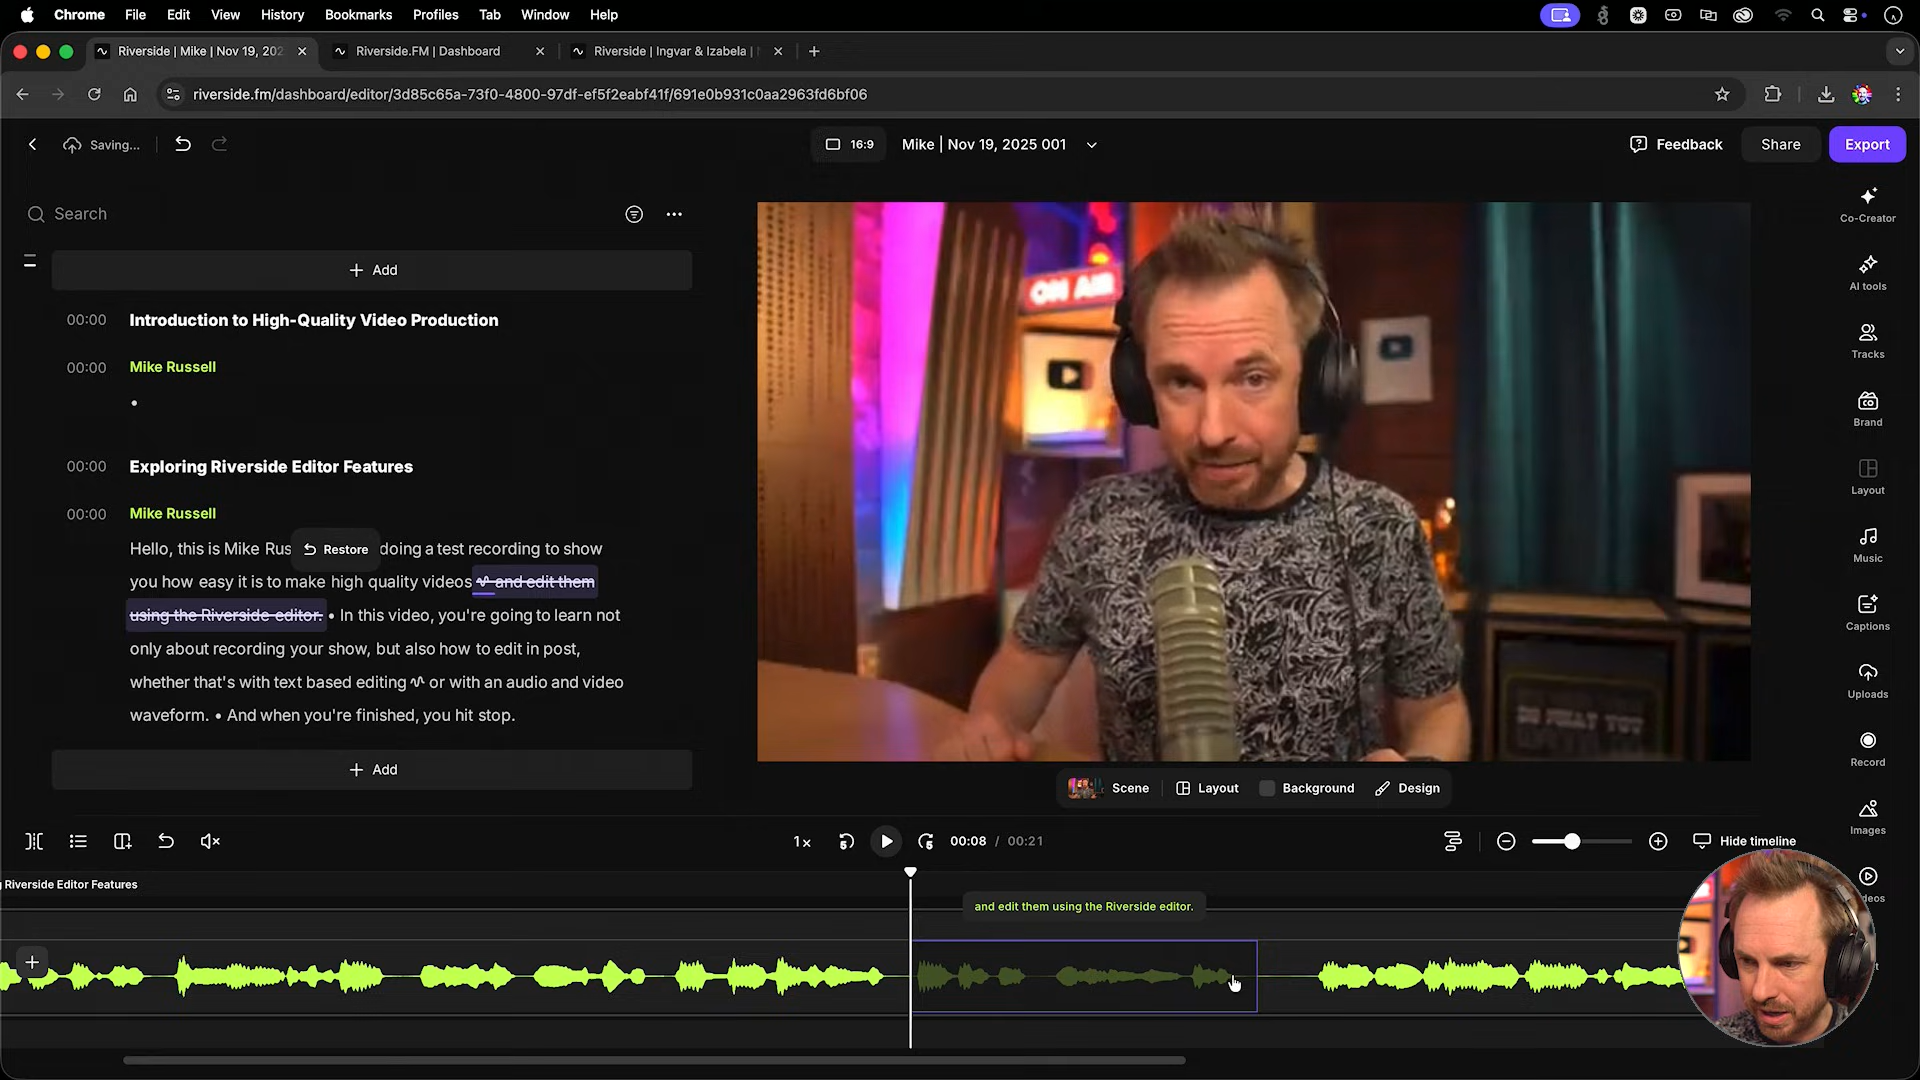 Chrome File Edit View History Bookmarks Profiles Tab Window Help
Riverside | Mike | Nov 19, 202
Riverside.FM | Dashboard
Riverside | Ingvar & Izabela |
riverside.fm/dashboard/editor/3d85c65a-73f0-4800-97df-ef5f2eabf41f/691e0b931c0aa2963fd6bf06
Saving...
16:9
Mike | Nov 19, 2025 001
Feedback
Share
Export
Search
Add
00:00 Introduction to High-Quality Video Production
00:00 Mike Russell
00:00 Exploring Riverside Editor Features
00:00 Mike Russell
Hello, this is Mike Rus Restore doing a test recording to show
you how easy it is to make high quality videos and edit them
using the Riverside editor. • In this video, you're going to learn not
only about recording your show, but also how to edit in post,
whether that's with text based editing or with an audio and video
waveform. • And when you're finished, you hit stop.
Add
ON AIR
Scene
Layout
Background
Design
Co-Creator
AI tools
Tracks
Brand
Layout
Music
Captions
Uploads
Record
Images
deos
1x
5
5
00:08 / 00:21
Hide timeline
Riverside Editor Features
and edit them using the Riverside editor.